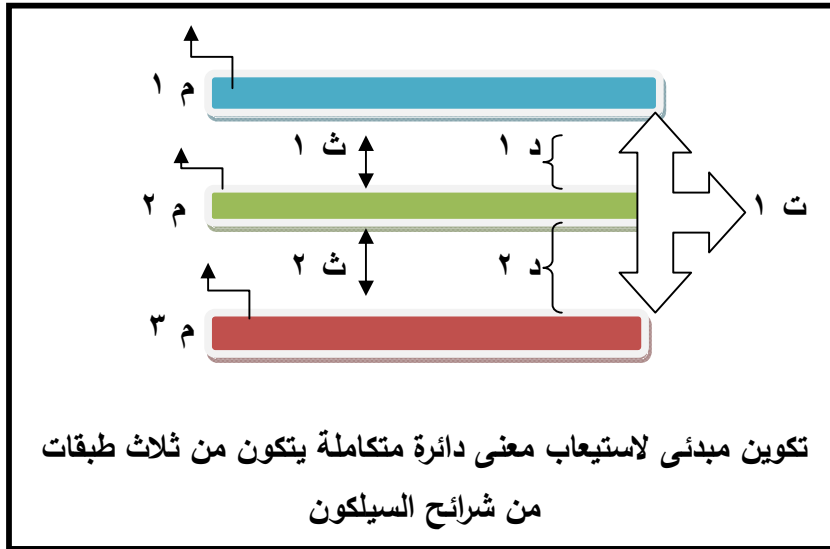 م ١
ث ١
د ١
م ٢
ت ١
ث ٢
د ٢
م ٣
تكوين مبدئى لاستيعاب معنى دائرة متكاملة يتكون من ثلاث طبقات
من شرائح السيلكون